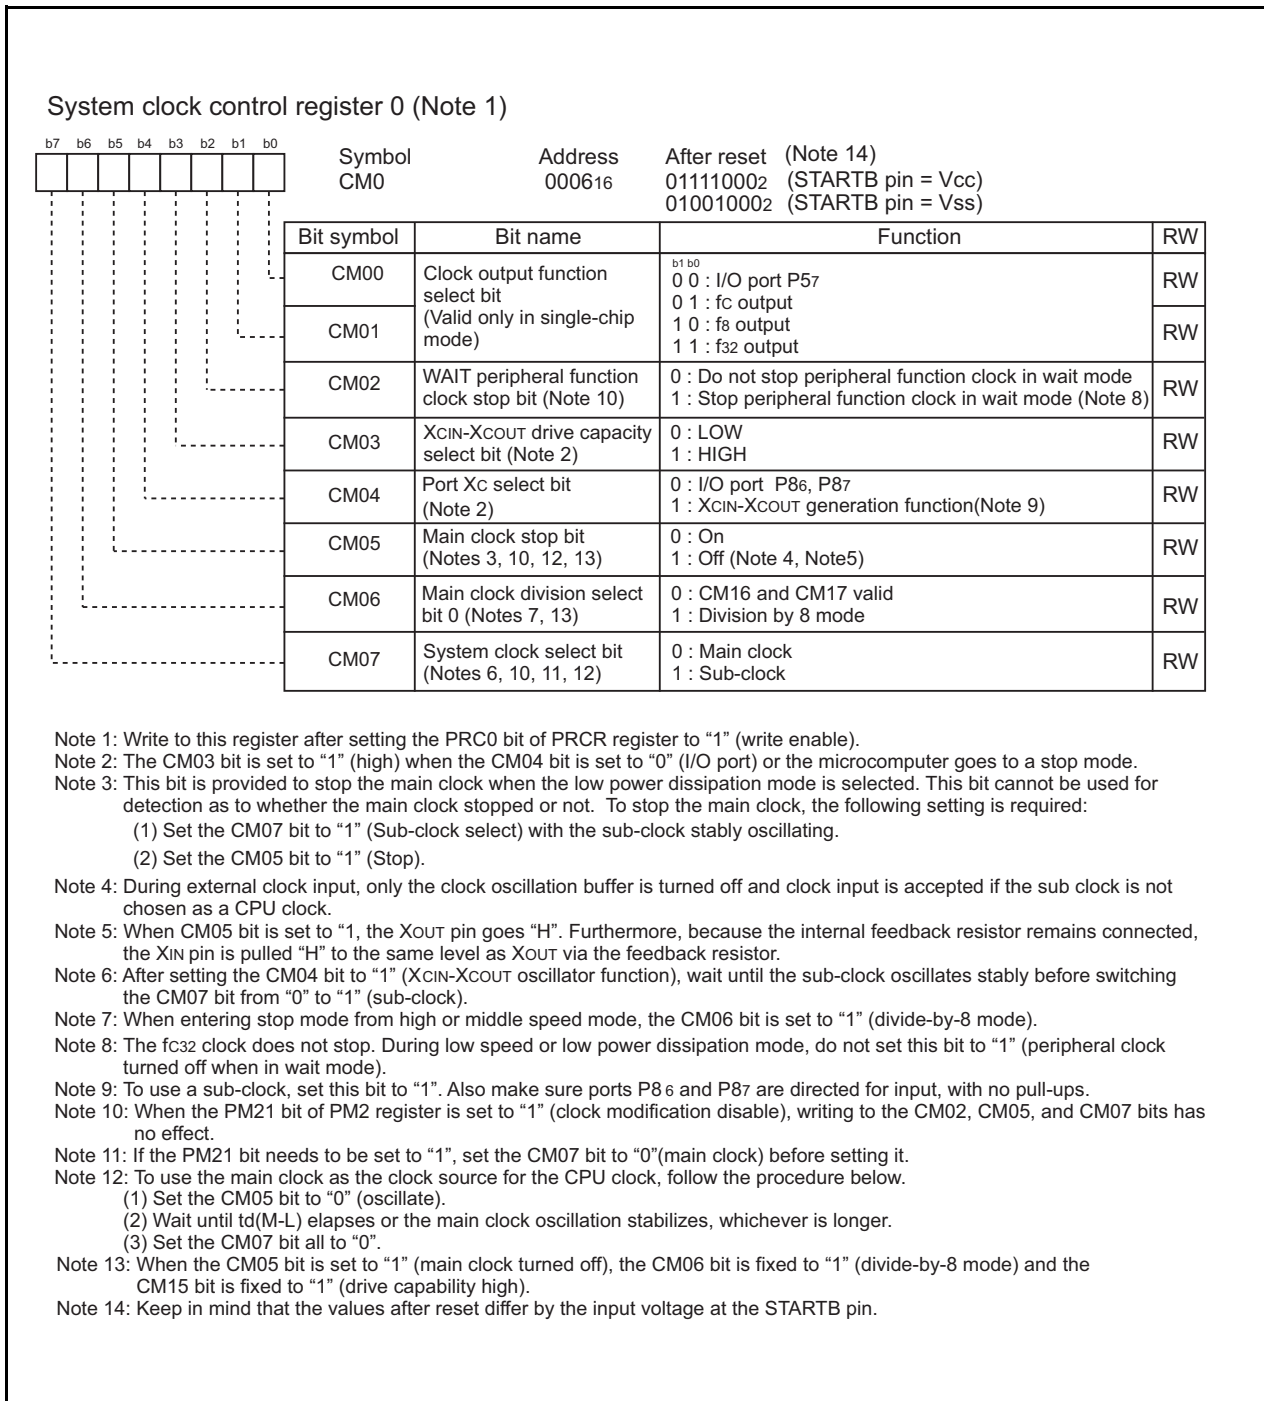 System clock control register 0 (Note 1)
b7 b6 b5 b4 b3 b2 b1 b0
Symbol Address After reset (Note 14)
CM0 000616 011110002 (STARTB pin = Vcc)
010010002 (STARTB pin = Vss)
Bit symbol Bit name Function RW
CM00 Clock output function select bit (Valid only in single-chip mode) b1 b0
0 0 : I/O port P57 RW
0 1 : fC output
CM01 1 0 : f8 output RW
1 1 : f32 output
CM02 WAIT peripheral function 0 : Do not stop peripheral function clock in wait mode RW
clock stop bit (Note 10) 1 : Stop peripheral function clock in wait mode (Note 8)
CM03 XCIN-XCOUT drive capacity 0 : LOW RW
select bit (Note 2) 1 : HIGH
CM04 Port XC select bit 0 : I/O port P86, P87 RW
(Note 2) 1 : XCIN-XCOUT generation function(Note 9)
CM05 Main clock stop bit 0 : On RW
(Notes 3, 10, 12, 13) 1 : Off (Note 4, Note5)
CM06 Main clock division select 0 : CM16 and CM17 valid RW
bit 0 (Notes 7, 13) 1 : Division by 8 mode
CM07 System clock select bit 0 : Main clock RW
(Notes 6, 10, 11, 12) 1 : Sub-clock
Note 1: Write to this register after setting the PRC0 bit of PRCR register to “1” (write enable).
Note 2: The CM03 bit is set to “1” (high) when the CM04 bit is set to “0” (I/O port) or the microcomputer goes to a stop mode.
Note 3: This bit is provided to stop the main clock when the low power dissipation mode is selected. This bit cannot be used for
detection as to whether the main clock stopped or not. To stop the main clock, the following setting is required:
(1) Set the CM07 bit to “1” (Sub-clock select) with the sub-clock stably oscillating.
(2) Set the CM05 bit to “1” (Stop).
Note 4: During external clock input, only the clock oscillation buffer is turned off and clock input is accepted if the sub clock is not
chosen as a CPU clock.
Note 5: When CM05 bit is set to “1, the XOUT pin goes “H”. Furthermore, because the internal feedback resistor remains connected,
the XIN pin is pulled “H” to the same level as XOUT via the feedback resistor.
Note 6: After setting the CM04 bit to “1” (XCIN-XCOUT oscillator function), wait until the sub-clock oscillates stably before switching
the CM07 bit from “0” to “1” (sub-clock).
Note 7: When entering stop mode from high or middle speed mode, the CM06 bit is set to “1” (divide-by-8 mode).
Note 8: The fC32 clock does not stop. During low speed or low power dissipation mode, do not set this bit to “1” (peripheral clock
turned off when in wait mode).
Note 9: To use a sub-clock, set this bit to “1”. Also make sure ports P86 and P87 are directed for input, with no pull-ups.
Note 10: When the PM21 bit of PM2 register is set to “1” (clock modification disable), writing to the CM02, CM05, and CM07 bits has
no effect.
Note 11: If the PM21 bit needs to be set to “1”, set the CM07 bit to “0”(main clock) before setting it.
Note 12: To use the main clock as the clock source for the CPU clock, follow the procedure below.
(1) Set the CM05 bit to “0” (oscillate).
(2) Wait until td(M-L) elapses or the main clock oscillation stabilizes, whichever is longer.
(3) Set the CM07 bit all to “0”.
Note 13: When the CM05 bit is set to “1” (main clock turned off), the CM06 bit is fixed to “1” (divide-by-8 mode) and the
CM15 bit is fixed to “1” (drive capability high).
Note 14: Keep in mind that the values after reset differ by the input voltage at the STARTB pin.